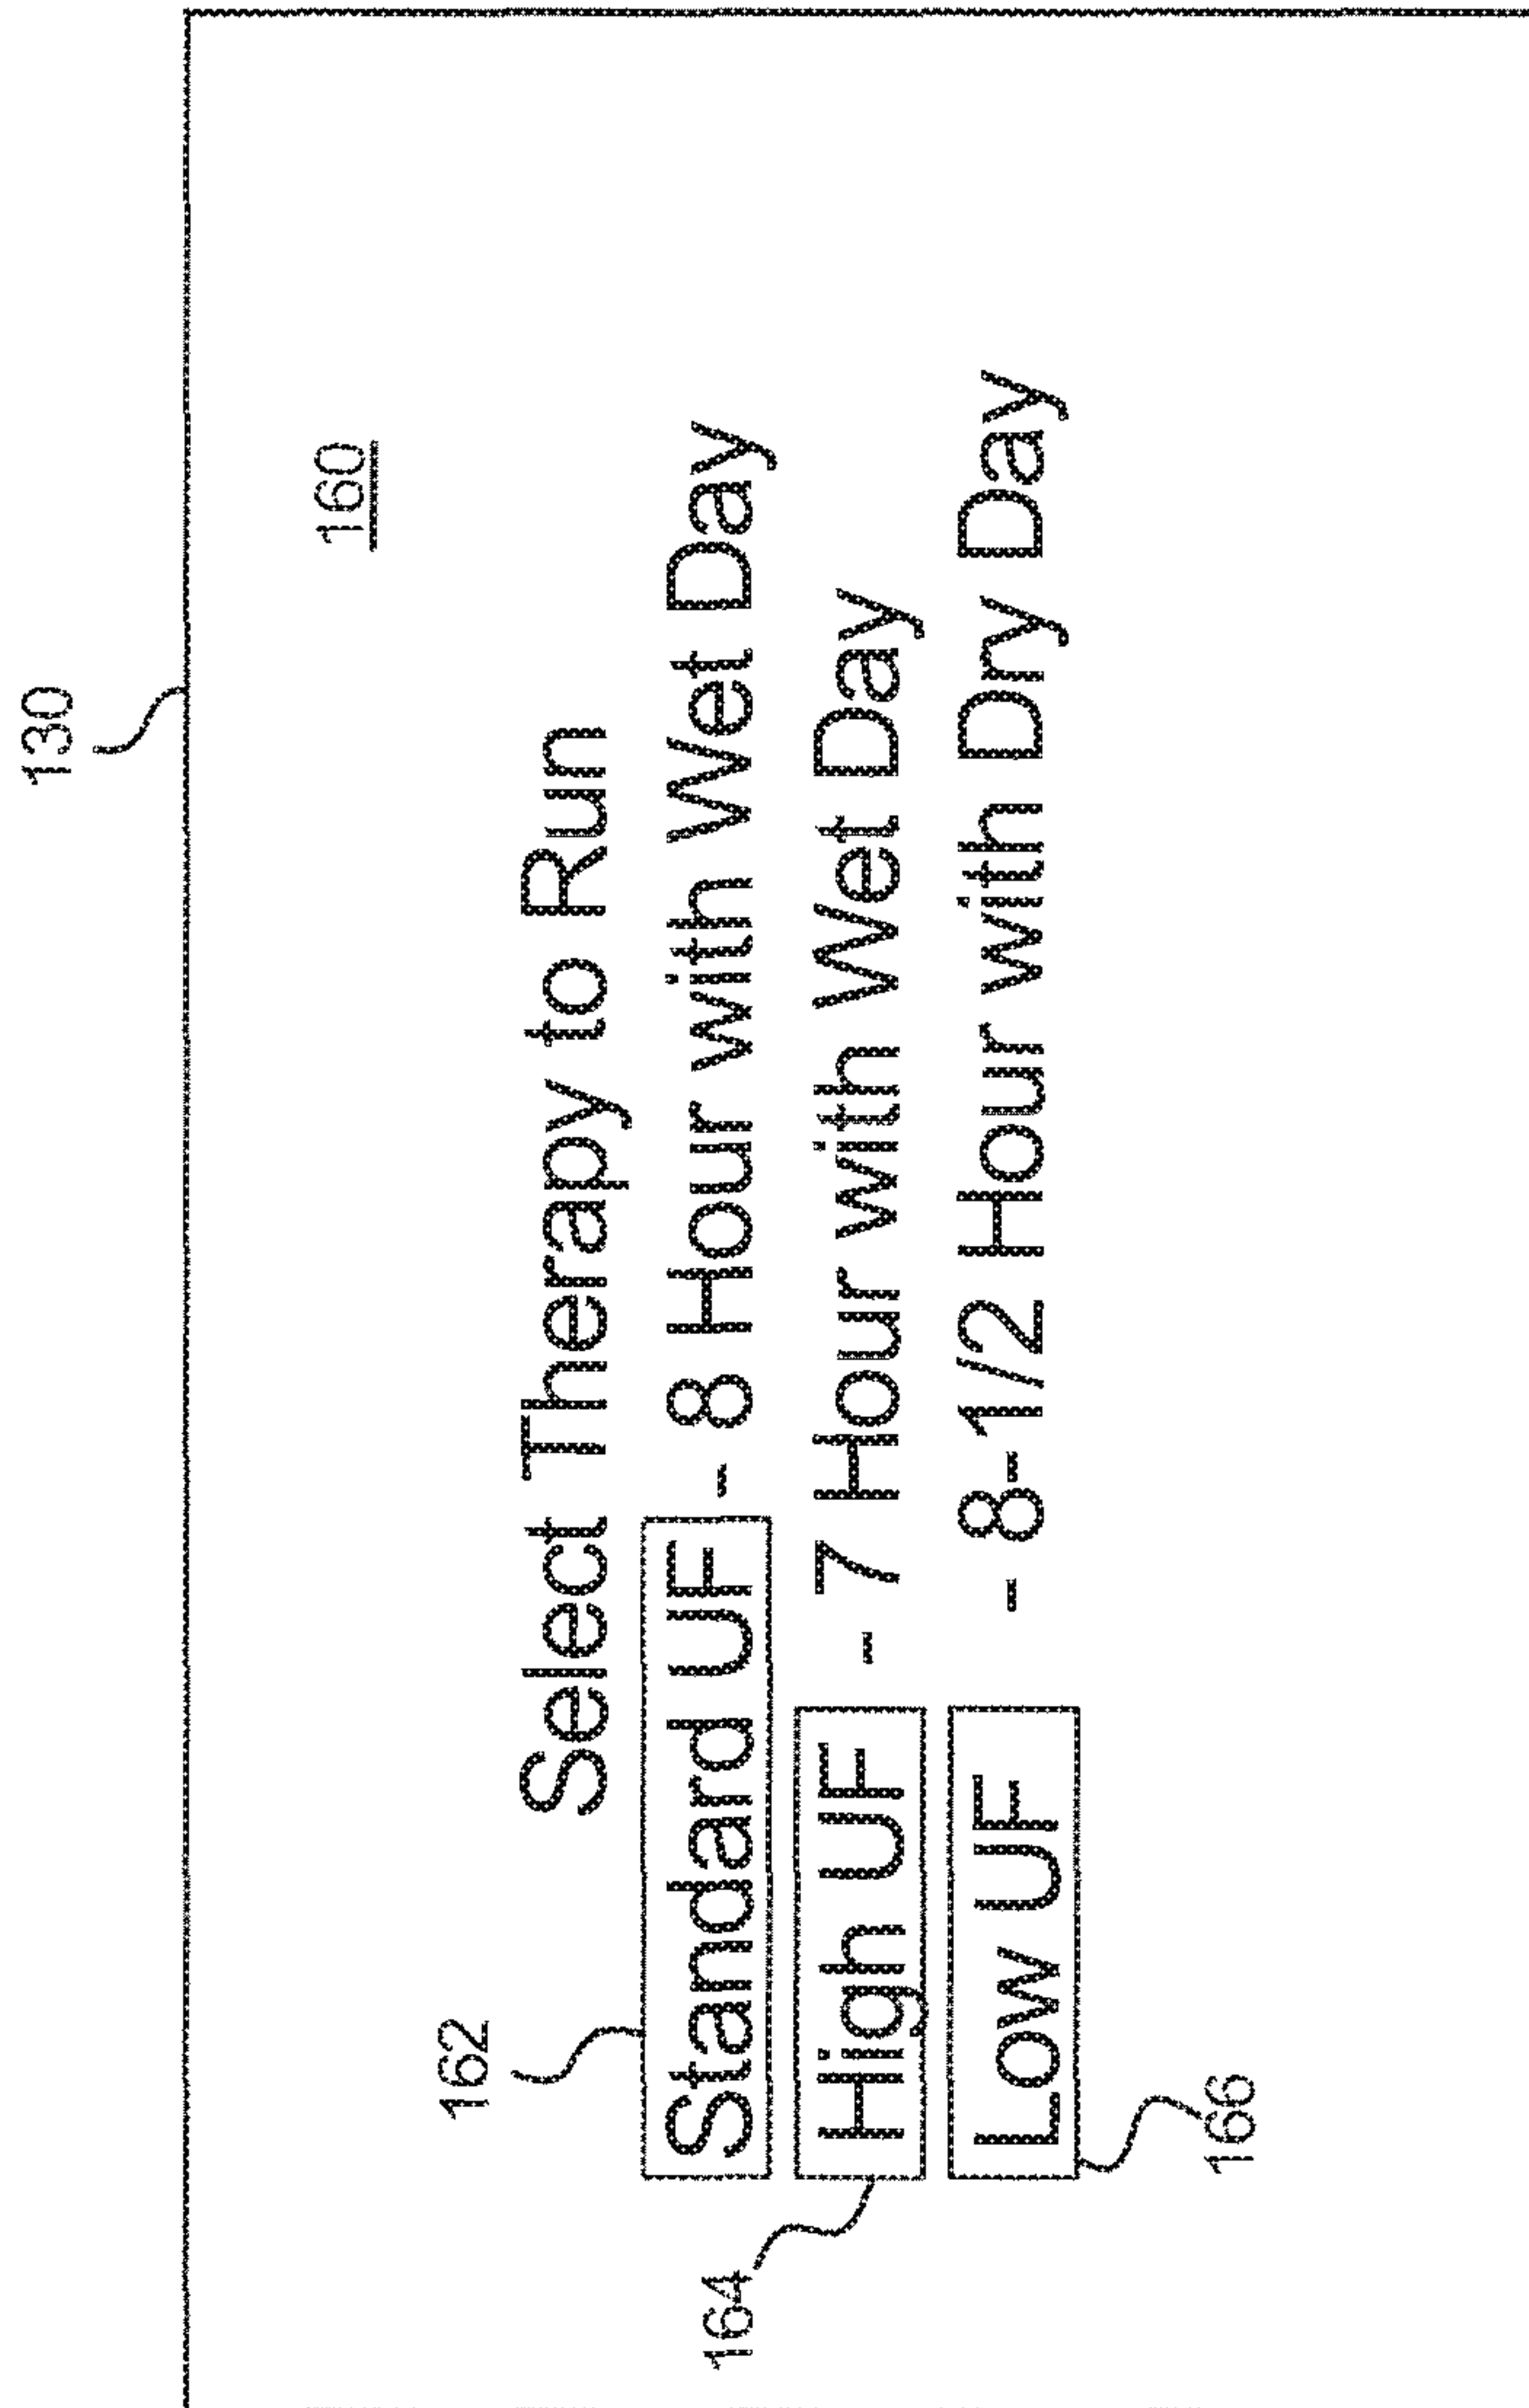 130
160
Select Therapy to Run
162
Standard UF - 8 Hour with Wet Day
164
High UF - 7 Hour with Wet Day
Low UF - 8-1/2 Hour with Dry Day
166